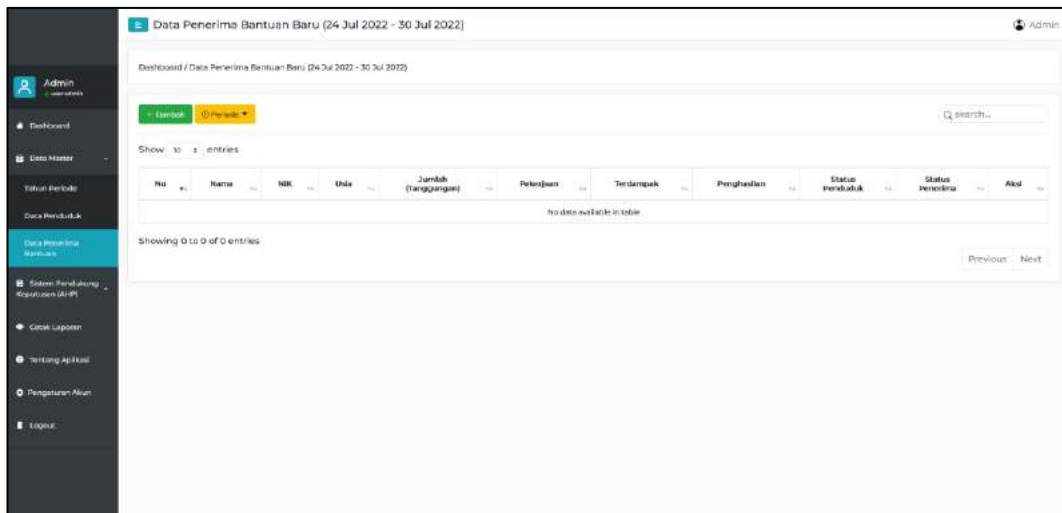 Data Penerima Bantuan Baru (24 Jul 2022 - 30 Jul 2022)
Admin
Admin
Dashboard / Data Penerima Bantuan Baru (24 Jul 2022 - 30 Jul 2022)
Dashboard
Data Master
Tahun Periode
Data Penduduk
Data Penerima
Bantuan
Sistem Pendukung
Keputusan (AHP)
Cetak Laporan
Tentang Aplikasi
Pengaturan Akun
Logout
+ Tambah
Periode
search...
Show 10 entries
No Nama NIK Usia Jumlah (Tanggungan) Pekerjaan Terdampak Penghasilan Status Penduduk Status Penerima Aksi
No data available in table
Showing 0 to 0 of 0 entries
Previous Next